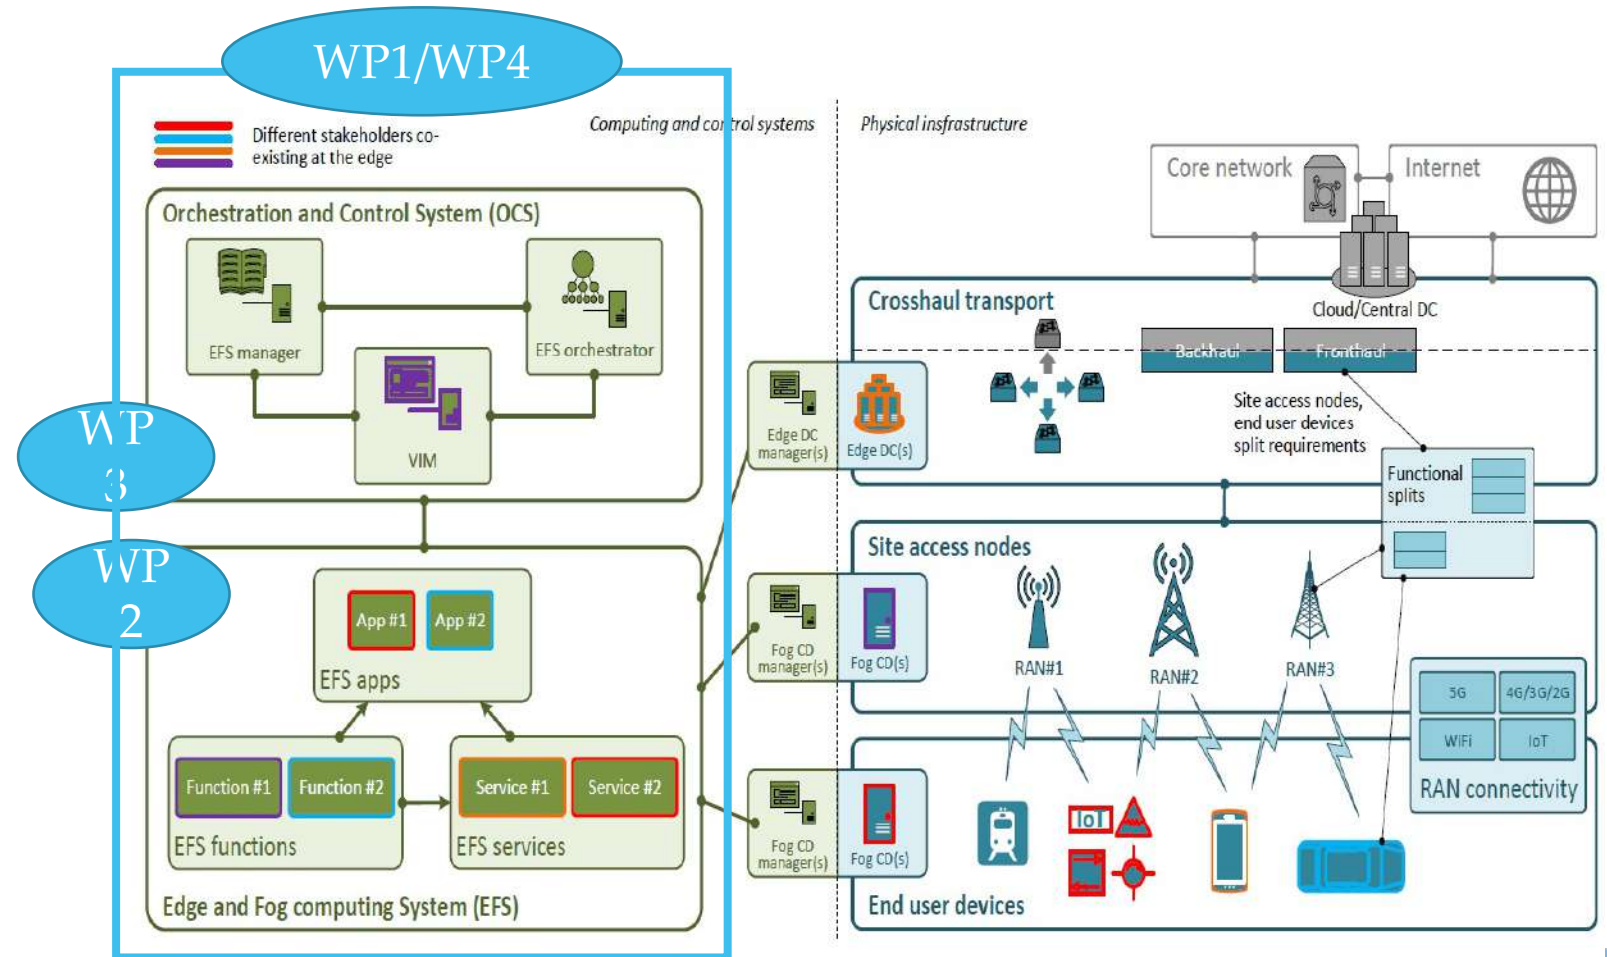 WP1/WP4
Different stakeholders co-
existing at the edge
Computing and control systems
Physical insfrastructure
Core network
Internet
Orchestration and Control System (OCS)
EFS manager
EFS orchestrator
VIM
WP
3
WP
2
Crosshaul transport
Cloud/Central DC
Backhaul
Fronthaul
Site access nodes,
end user devices
split requirements
Edge DC
manager(s)
Edge DC(s)
Functional
splits
Site access nodes
App #1
App #2
EFS apps
Fog CD
manager(s)
Fog CD(s)
RAN#1
RAN#2
RAN#3
5G
4G/3G/2G
WiFi
IoT
RAN connectivity
Function #1
Function #2
EFS functions
Service #1
Service #2
EFS services
Fog CD
manager(s)
Fog CD(s)
IoT
Edge and Fog computing System (EFS)
End user devices